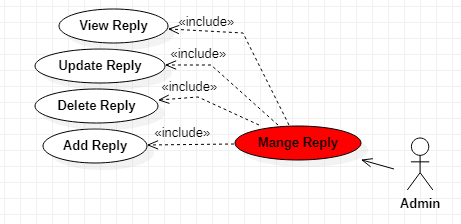 View Reply
«include»
Update Reply
«include»
Delete Reply
«include»
Add Reply
«include»
Mange Reply
Admin